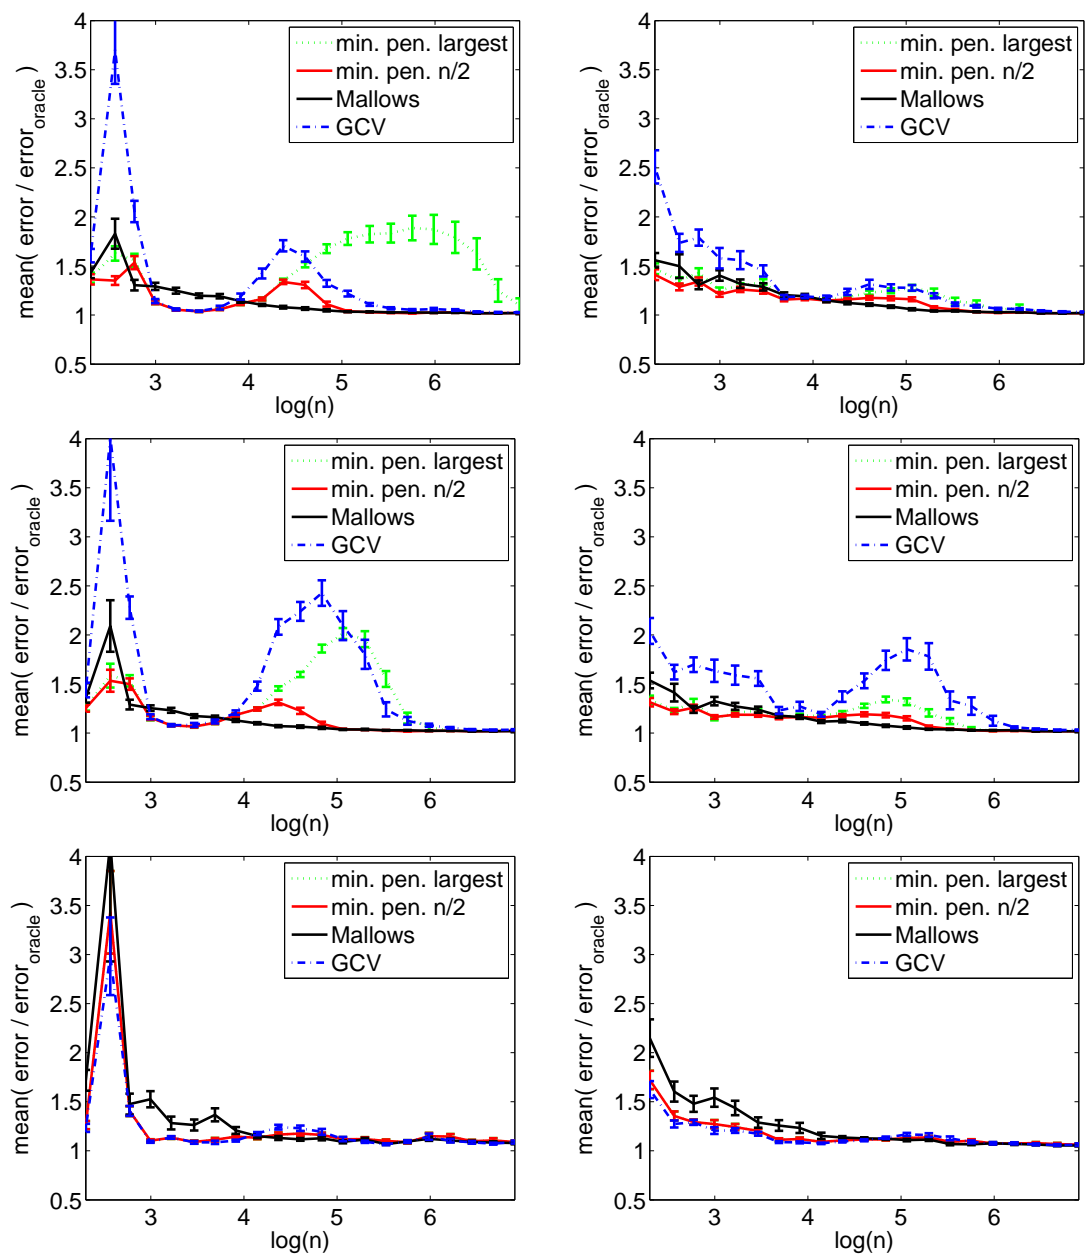 4
3.5
3
2.5
2
1.5
1
0.5
mean( error / error_oracle )
min. pen. largest
min. pen. n/2
Mallows
GCV
3 4 5 6
log(n)
4
3.5
3
2.5
2
1.5
1
0.5
mean( error / error_oracle )
min. pen. largest
min. pen. n/2
Mallows
GCV
3 4 5 6
log(n)
4
3.5
3
2.5
2
1.5
1
0.5
mean( error / error_oracle )
min. pen. largest
min. pen. n/2
Mallows
GCV
3 4 5 6
log(n)
4
3.5
3
2.5
2
1.5
1
0.5
mean( error / error_oracle )
min. pen. largest
min. pen. n/2
Mallows
GCV
3 4 5 6
log(n)
4
3.5
3
2.5
2
1.5
1
0.5
mean( error / error_oracle )
min. pen. largest
min. pen. n/2
Mallows
GCV
3 4 5 6
log(n)
4
3.5
3
2.5
2
1.5
1
0.5
mean( error / error_oracle )
min. pen. largest
min. pen. n/2
Mallows
GCV
3 4 5 6
log(n)